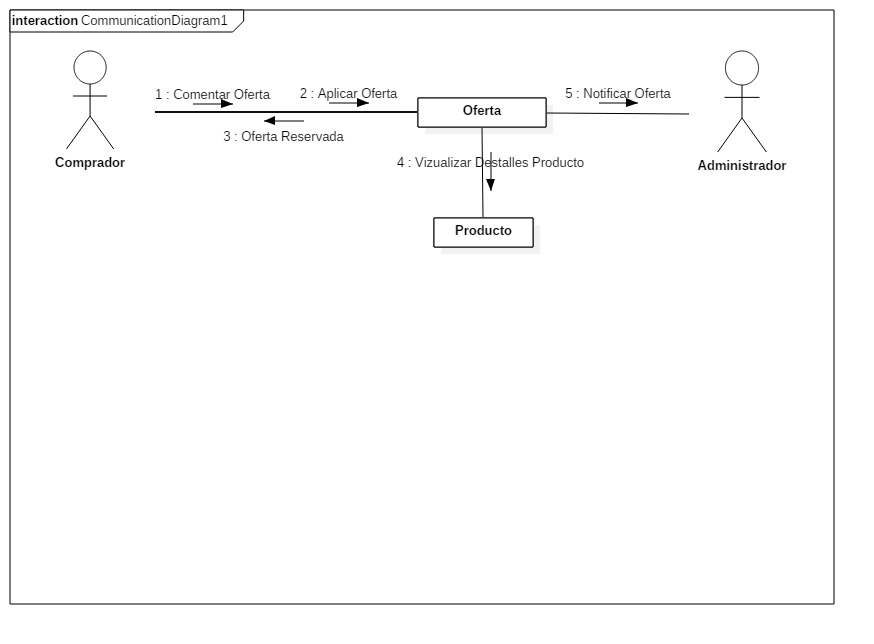 interaction CommunicationDiagram1
1 : Comentar Oferta
2 : Aplicar Oferta
5 : Notificar Oferta
Oferta
3 : Oferta Reservada
4 : Vizualizar Destalles Producto
Comprador
Administrador
Producto